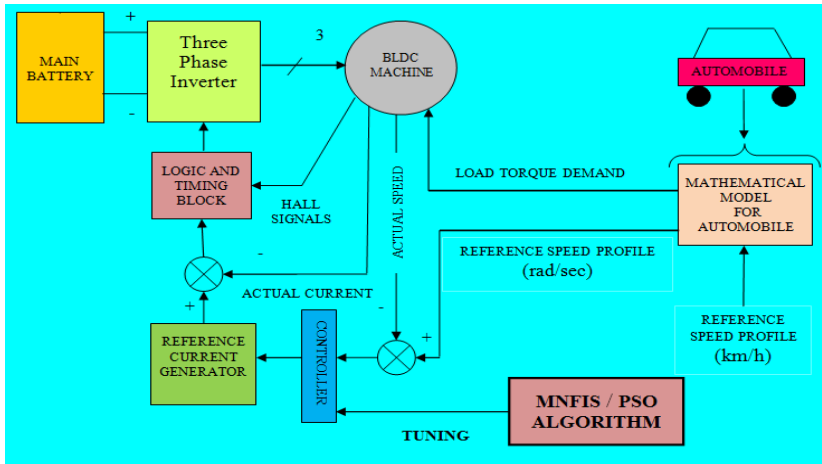 +
MAIN
BATTERY
-
Three
Phase
Inverter
3
BLDC
MACHINE
AUTOMOBILE
LOGIC AND
TIMING
BLOCK
HALL
SIGNALS
ACTUAL SPEED
LOAD TORQUE DEMAND
MATHEMATICAL
MODEL
FOR
AUTOMOBILE
REFERENCE SPEED PROFILE
(rad/sec)
-
ACTUAL CURRENT
+
-
+
REFERENCE
CURRENT
GENERATOR
CONTROLLER
REFERENCE
SPEED PROFILE
(km/h)
MNFIS / PSO
ALGORITHM
TUNING